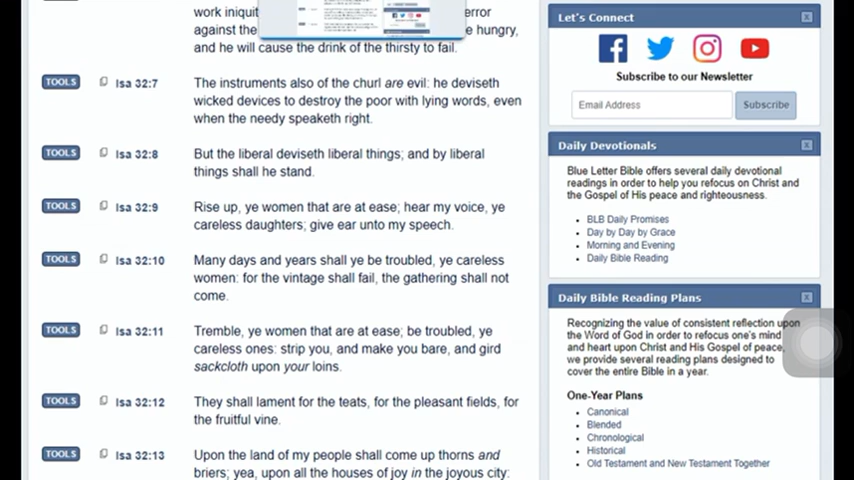 work iniquit
error
against the
e hungry,
and he will cause the drink of the thirsty to fail.
TOOLS Isa 32:7 The instruments also of the churl are evil: he deviseth
wicked devices to destroy the poor with lying words, even
when the needy speaketh right.
TOOLS Isa 32:8 But the liberal deviseth liberal things; and by liberal
things shall he stand.
TOOLS Isa 32:9 Rise up, ye women that are at ease; hear my voice, ye
careless daughters; give ear unto my speech.
TOOLS Isa 32:10 Many days and years shall ye be troubled, ye careless
women: for the vintage shall fail, the gathering shall not
come.
TOOLS Isa 32:11 Tremble, ye women that are at ease; be troubled, ye
careless ones: strip you, and make you bare, and gird
sackcloth upon your loins.
TOOLS Isa 32:12 They shall lament for the teats, for the pleasant fields, for
the fruitful vine.
TOOLS Isa 32:13 Upon the land of my people shall come up thorns and
briers; yea, upon all the houses of joy in the joyous city:
Let's Connect
Subscribe to our Newsletter
Email Address Subscribe
Daily Devotionals
Blue Letter Bible offers several daily devotional
readings in order to help you refocus on Christ and
the Gospel of His peace and righteousness.
BLB Daily Promises
Day by Day by Grace
Morning and Evening
Daily Bible Reading
Daily Bible Reading Plans
Recognizing the value of consistent reflection upon
the Word of God in order to refocus one's mind
and heart upon Christ and His Gospel of peace,
we provide several reading plans designed to
cover the entire Bible in a year.
One-Year Plans
Canonical
Blended
Chronological
Historical
Old Testament and New Testament Together